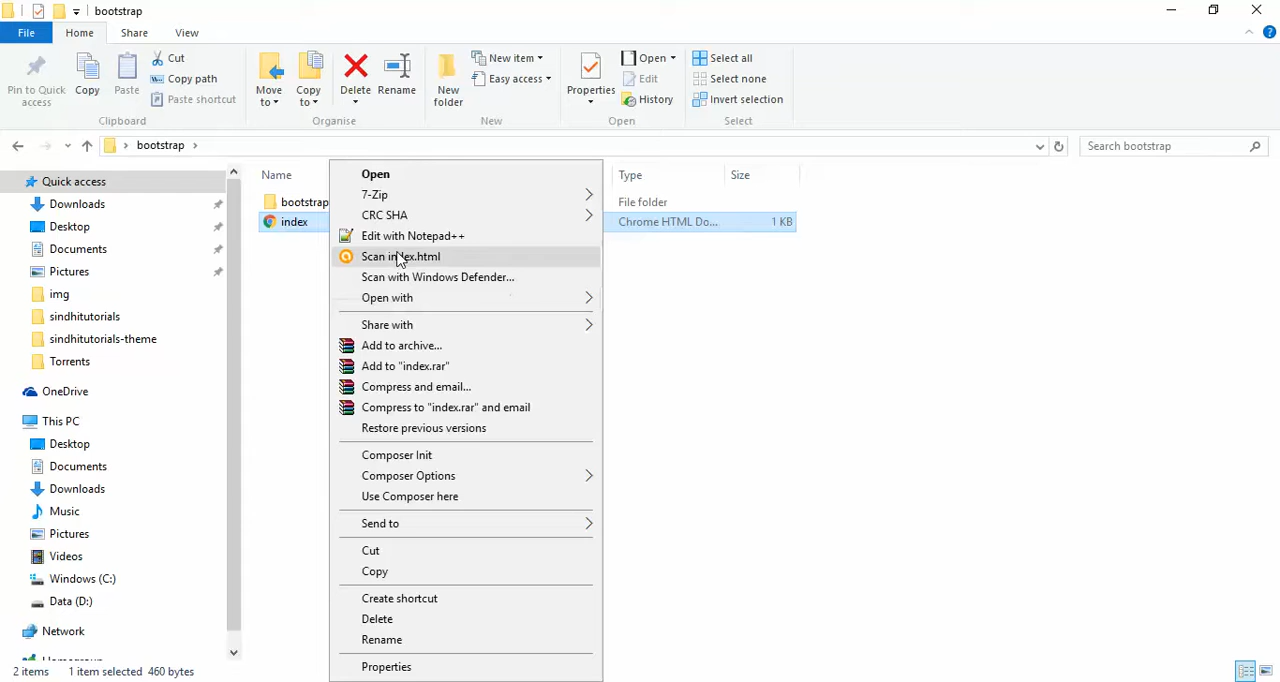 bootstrap
File
Home
Share
View
Pin to Quick access
Copy
Paste
Cut
Copy path
Paste shortcut
Clipboard
Move to
Copy to
Delete
Rename
Organise
New folder
New item
Easy access
New
Properties
Open
Edit
History
Open
Select all
Select none
Invert selection
Select
bootstrap
Search bootstrap
Quick access
Downloads
Desktop
Documents
Pictures
img
sindhitutorials
sindhitutorials-theme
Torrents
OneDrive
This PC
Desktop
Documents
Downloads
Music
Pictures
Videos
Windows (C:)
Data (D:)
Network
Name
Type
Size
bootstrap
File folder
index
Chrome HTML Do...
1 KB
Open
7-Zip
CRC SHA
Edit with Notepad++
Scan index.html
Scan with Windows Defender...
Open with
Share with
Add to archive...
Add to "index.rar"
Compress and email...
Compress to "index.rar" and email
Restore previous versions
Composer Init
Composer Options
Use Composer here
Send to
Cut
Copy
Create shortcut
Delete
Rename
Properties
2 items
1 item selected 460 bytes